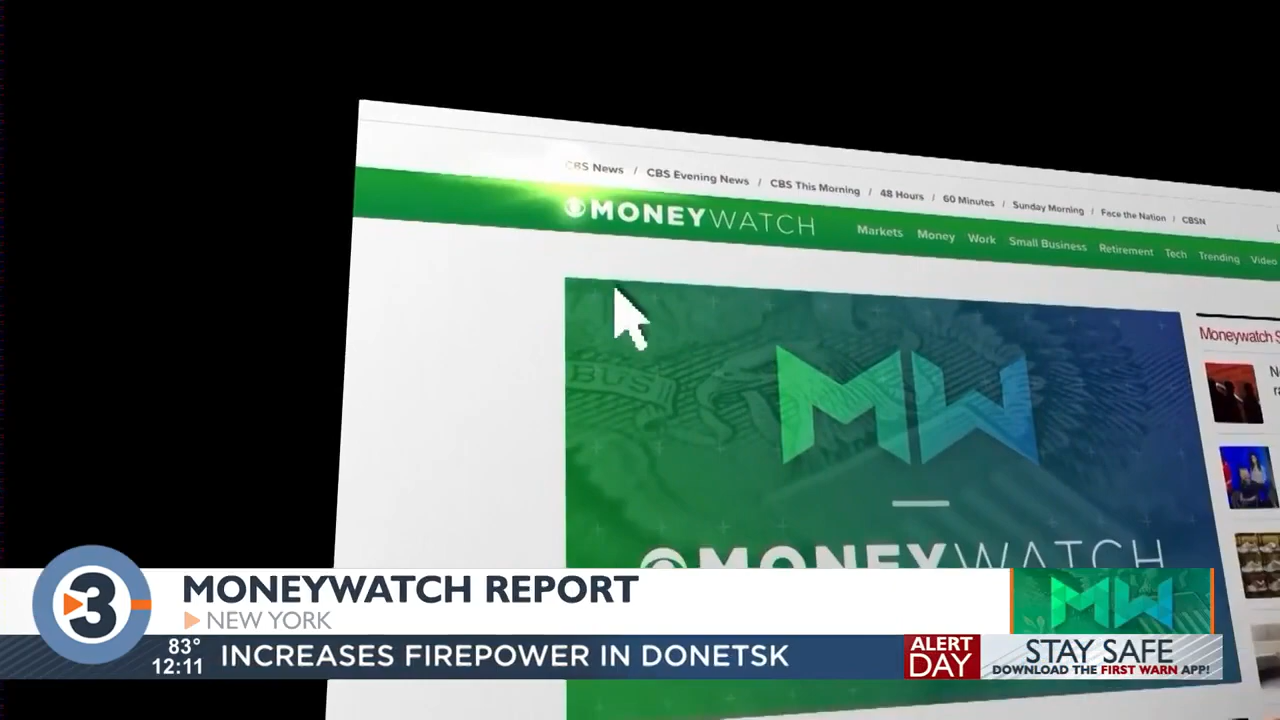 CBS News / CBS Evening News / CBS This Morning / 48 Hours / 60 Minutes / Sunday Morning / Face the Nation / CBSN
MONEYWATCH Markets Money Work Small Business Retirement Tech Trending Video
Moneywatch S
MW
MONEYWATCH
3
MONEYWATCH REPORT
NEW YORK
MW
83°
12:11
INCREASES FIREPOWER IN DONETSK
ALERT
DAY
STAY SAFE
DOWNLOAD THE FIRST WARN APP!